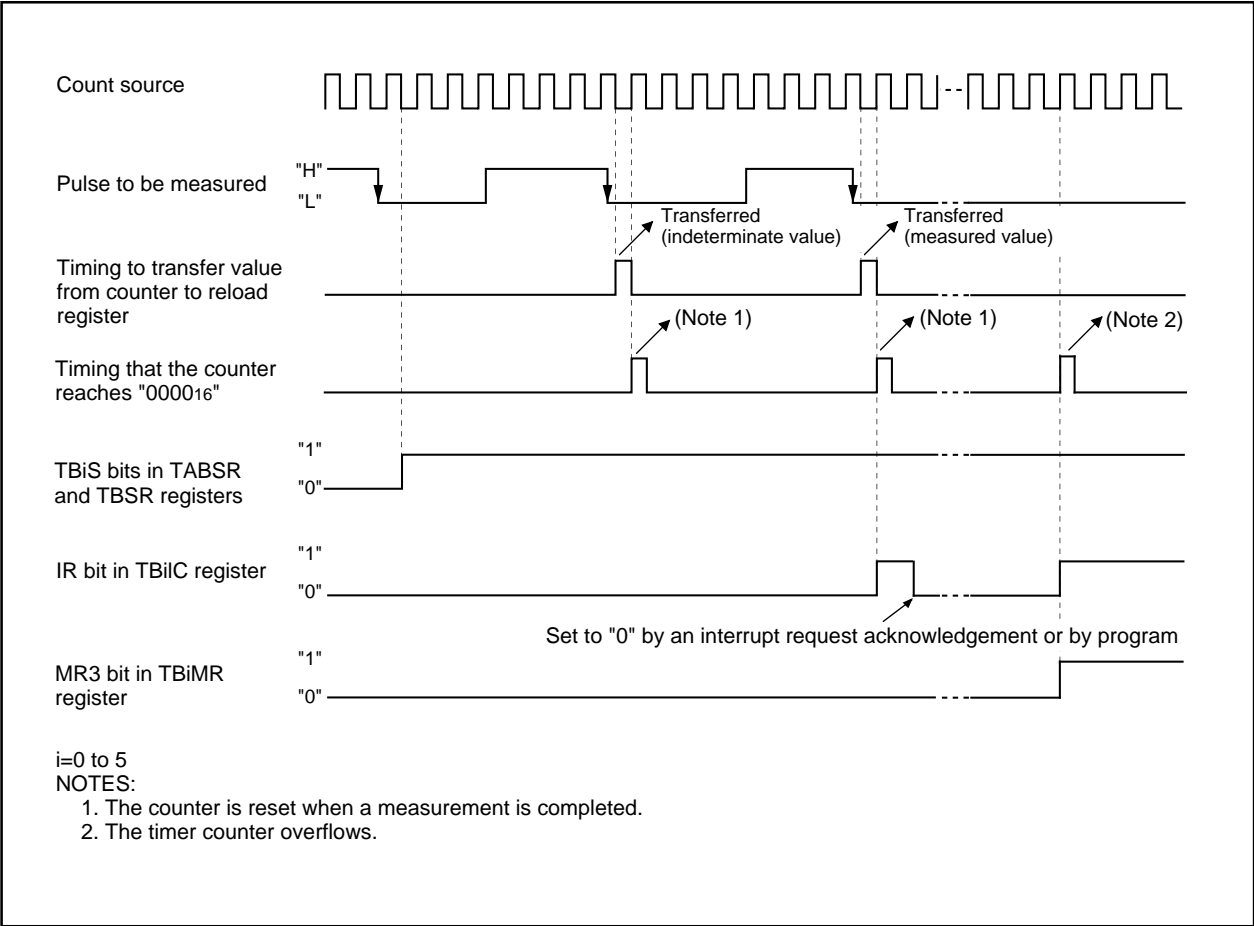 Count source
Pulse to be measured
"H"
"L"
Transferred
(indeterminate value)
Transferred
(measured value)
Timing to transfer value
from counter to reload
register
(Note 1)
(Note 1)
(Note 2)
Timing that the counter
reaches "000016"
TBiS bits in TABSR
and TBSR registers
"1"
"0"
IR bit in TBiIC register
"1"
"0"
Set to "0" by an interrupt request acknowledgement or by program
MR3 bit in TBiMR
register
"1"
"0"
i=0 to 5
NOTES:
1. The counter is reset when a measurement is completed.
2. The timer counter overflows.